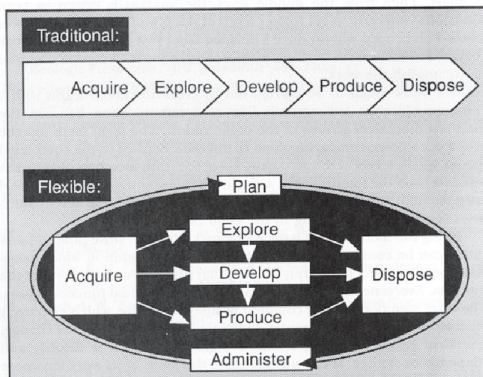 Traditional:
Acquire Explore Develop Produce Dispose
Flexible:
Plan
Explore
Acquire Develop Dispose
Produce
Administer